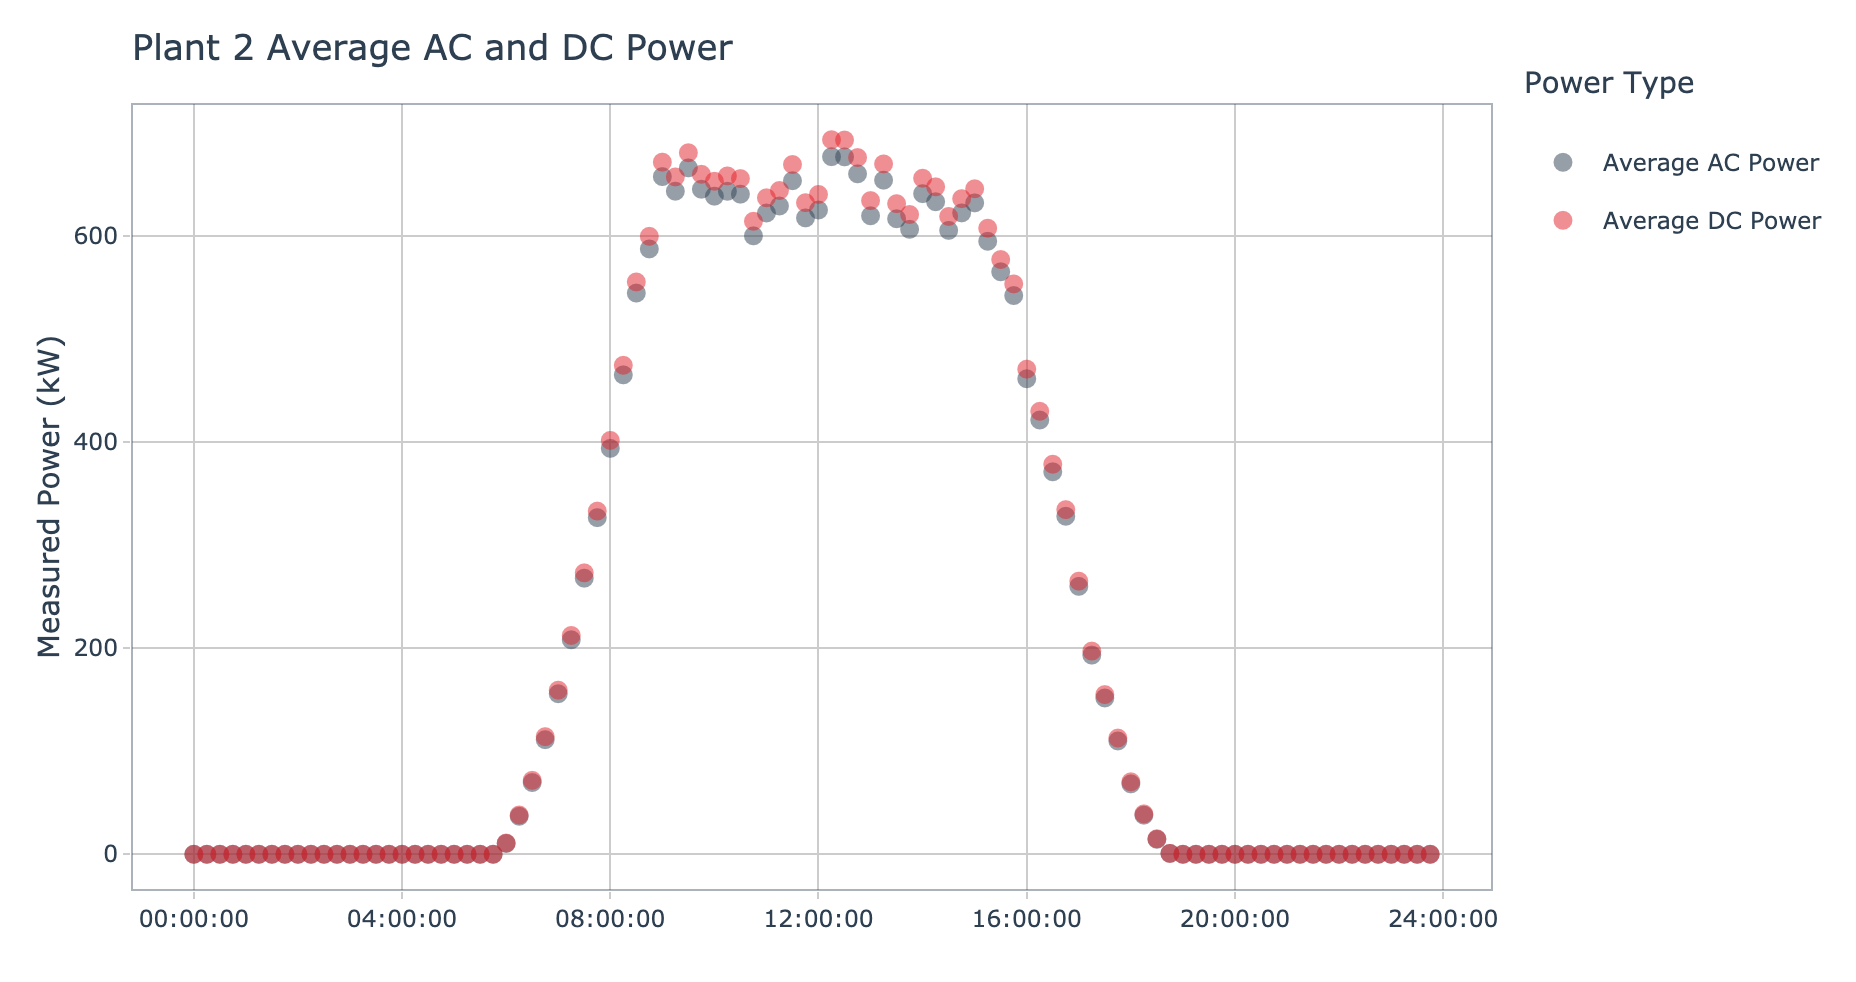 Plant 2 Average AC and DC Power
Power Type
Average AC Power
Average DC Power
Measured Power (kW)
600
400
200
0
00:00:00
04:00:00
08:00:00
12:00:00
16:00:00
20:00:00
24:00:00